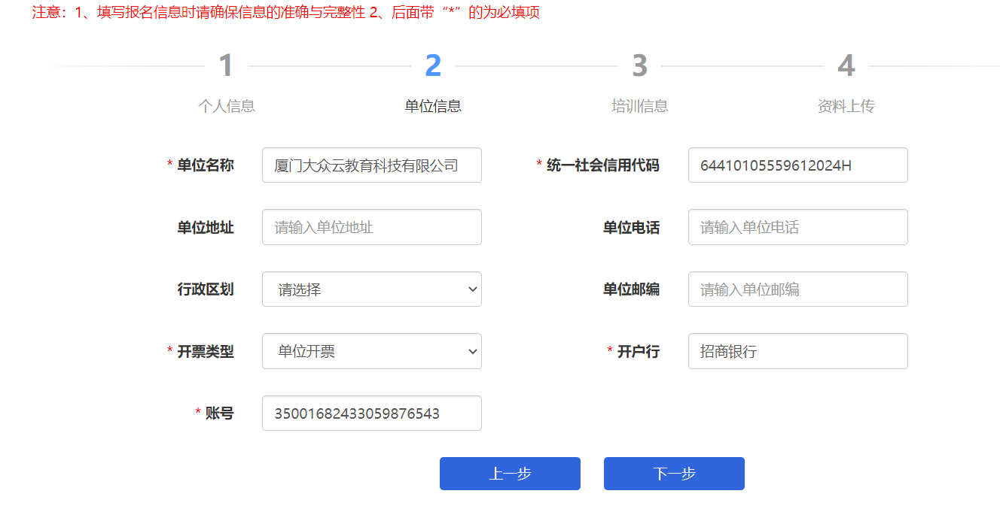 注意：1、填写报名信息时请确保信息的准确与完整性 2、后面带“*”的为必填项
1 2 3 4
个人信息 单位信息 培训信息 资料上传
* 单位名称 厦门大众云教育科技有限公司 * 统一社会信用代码 64410105559612024H
单位地址 请输入单位地址 单位电话 请输入单位电话
行政区划 请选择 单位邮编 请输入单位邮编
* 开票类型 单位开票 * 开户行 招商银行
* 账号 35001682433059876543
上一步 下一步